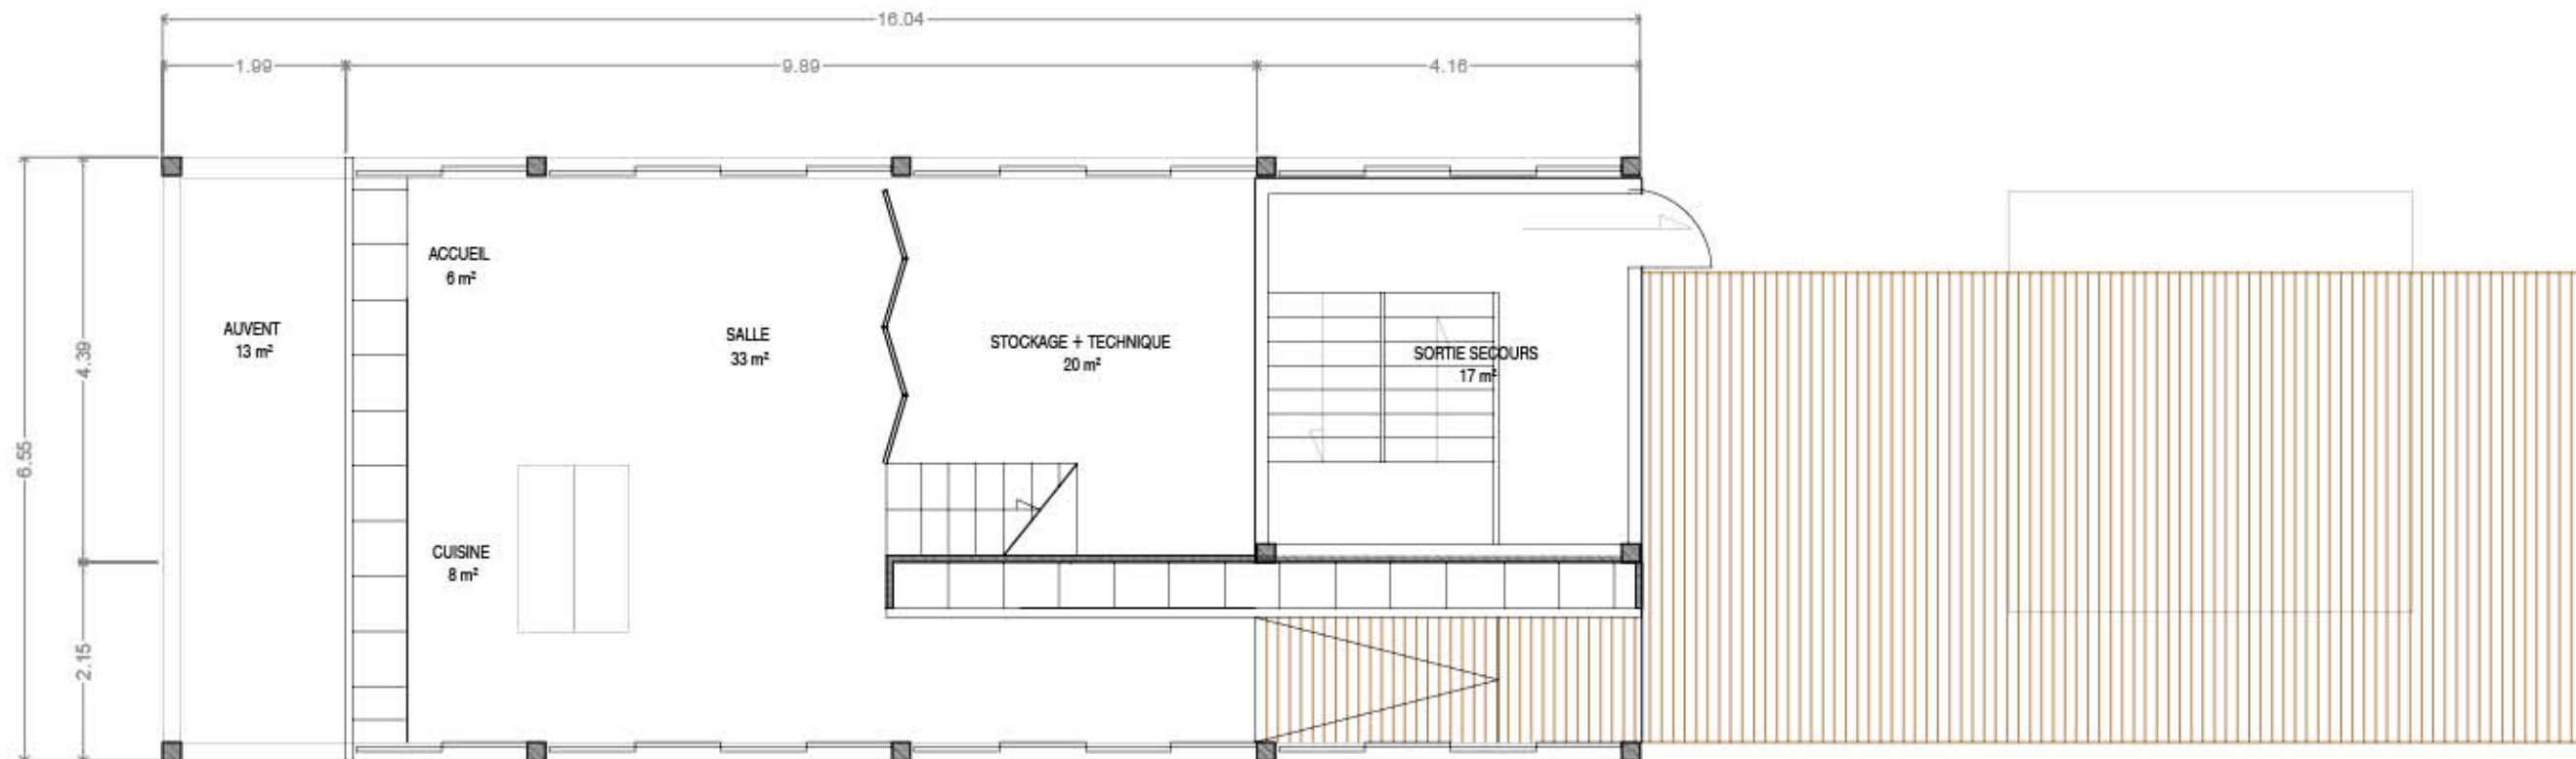 16.04
1.99
9.89
4.16
ACCUEIL
6 m²
AUVENT
13 m²
SALLE
33 m²
STOCKAGE + TECHNIQUE
20 m²
SORTIE SECOURS
17 m²
4.39
6.55
CUISINE
8 m²
2.15